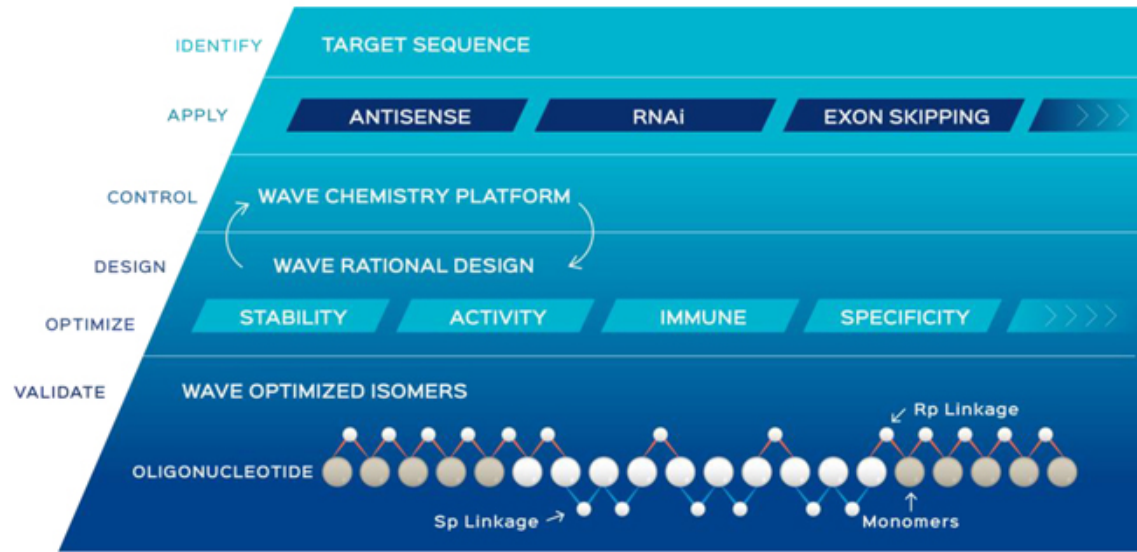 IDENTIFY TARGET SEQUENCE
APPLY ANTISENSE RNAi EXON SKIPPING
CONTROL WAVE CHEMISTRY PLATFORM
DESIGN WAVE RATIONAL DESIGN
OPTIMIZE STABILITY ACTIVITY IMMUNE SPECIFICITY
VALIDATE WAVE OPTIMIZED ISOMERS
Rp Linkage
OLIGONUCLEOTIDE
Sp Linkage Monomers